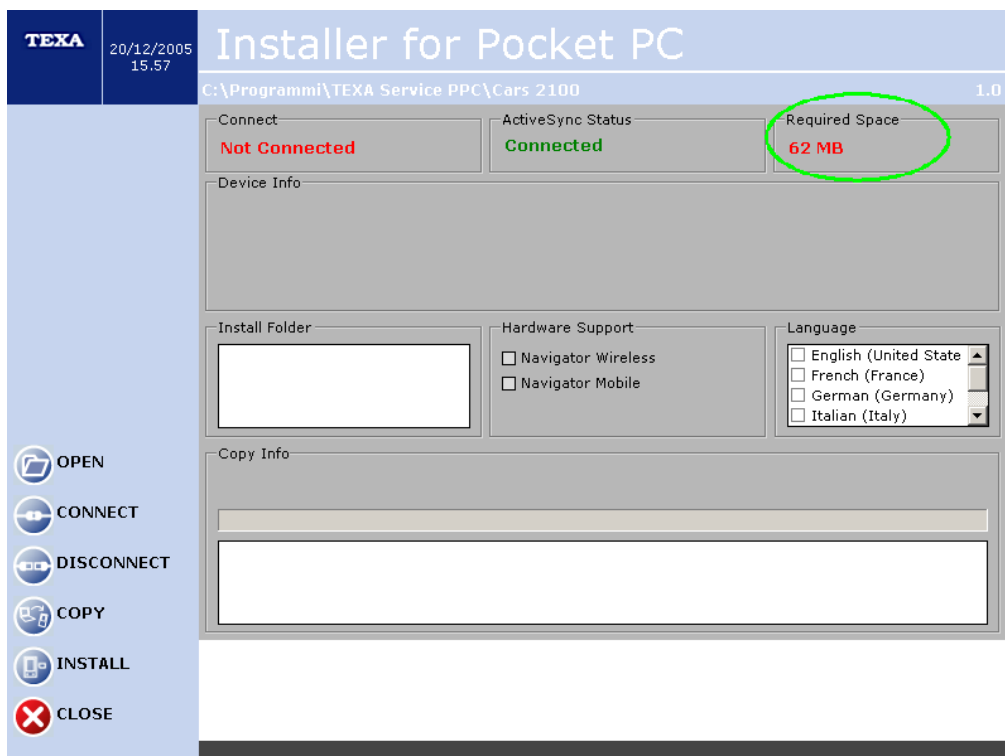 TEXA
20/12/2005
15.57
Installer for Pocket PC
C:\Programmi\TEXA Service PPC\Cars 2100
1.0
Connect
Not Connected
ActiveSync Status
Connected
Required Space
62 MB
Device Info
Install Folder
Hardware Support
Navigator Wireless
Navigator Mobile
Language
English (United State
French (France)
German (Germany)
Italian (Italy)
Copy Info
OPEN
CONNECT
DISCONNECT
COPY
INSTALL
CLOSE